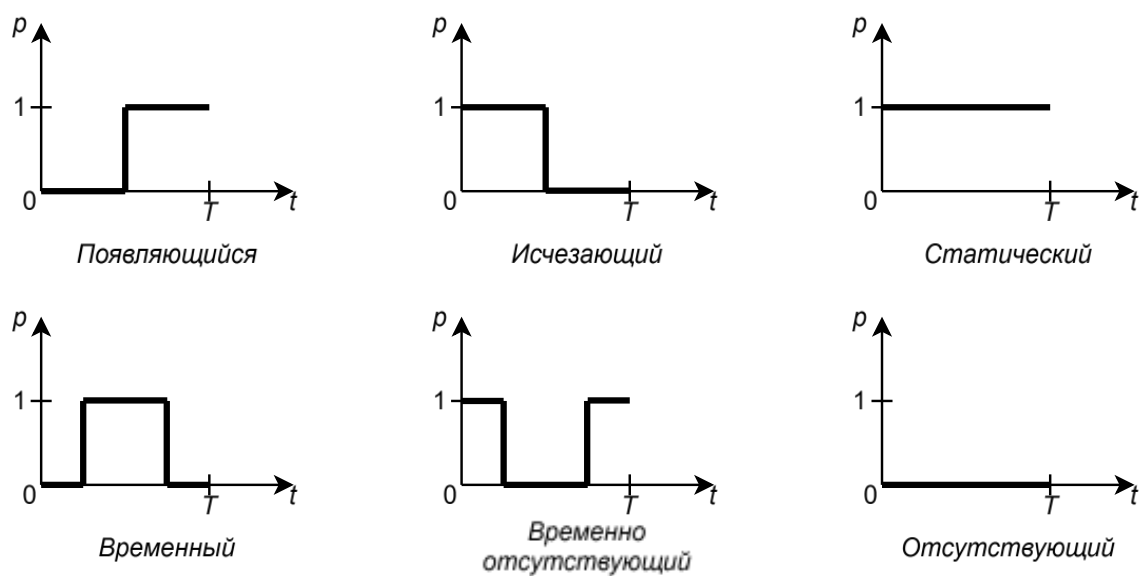 p
1
0
T
t
Появляющийся
p
1
0
T
t
Исчезающий
p
1
0
T
t
Статический
p
1
0
T
t
Временный
p
1
0
T
t
Временно
отсутствующий
p
1
0
T
t
Отсутствующий